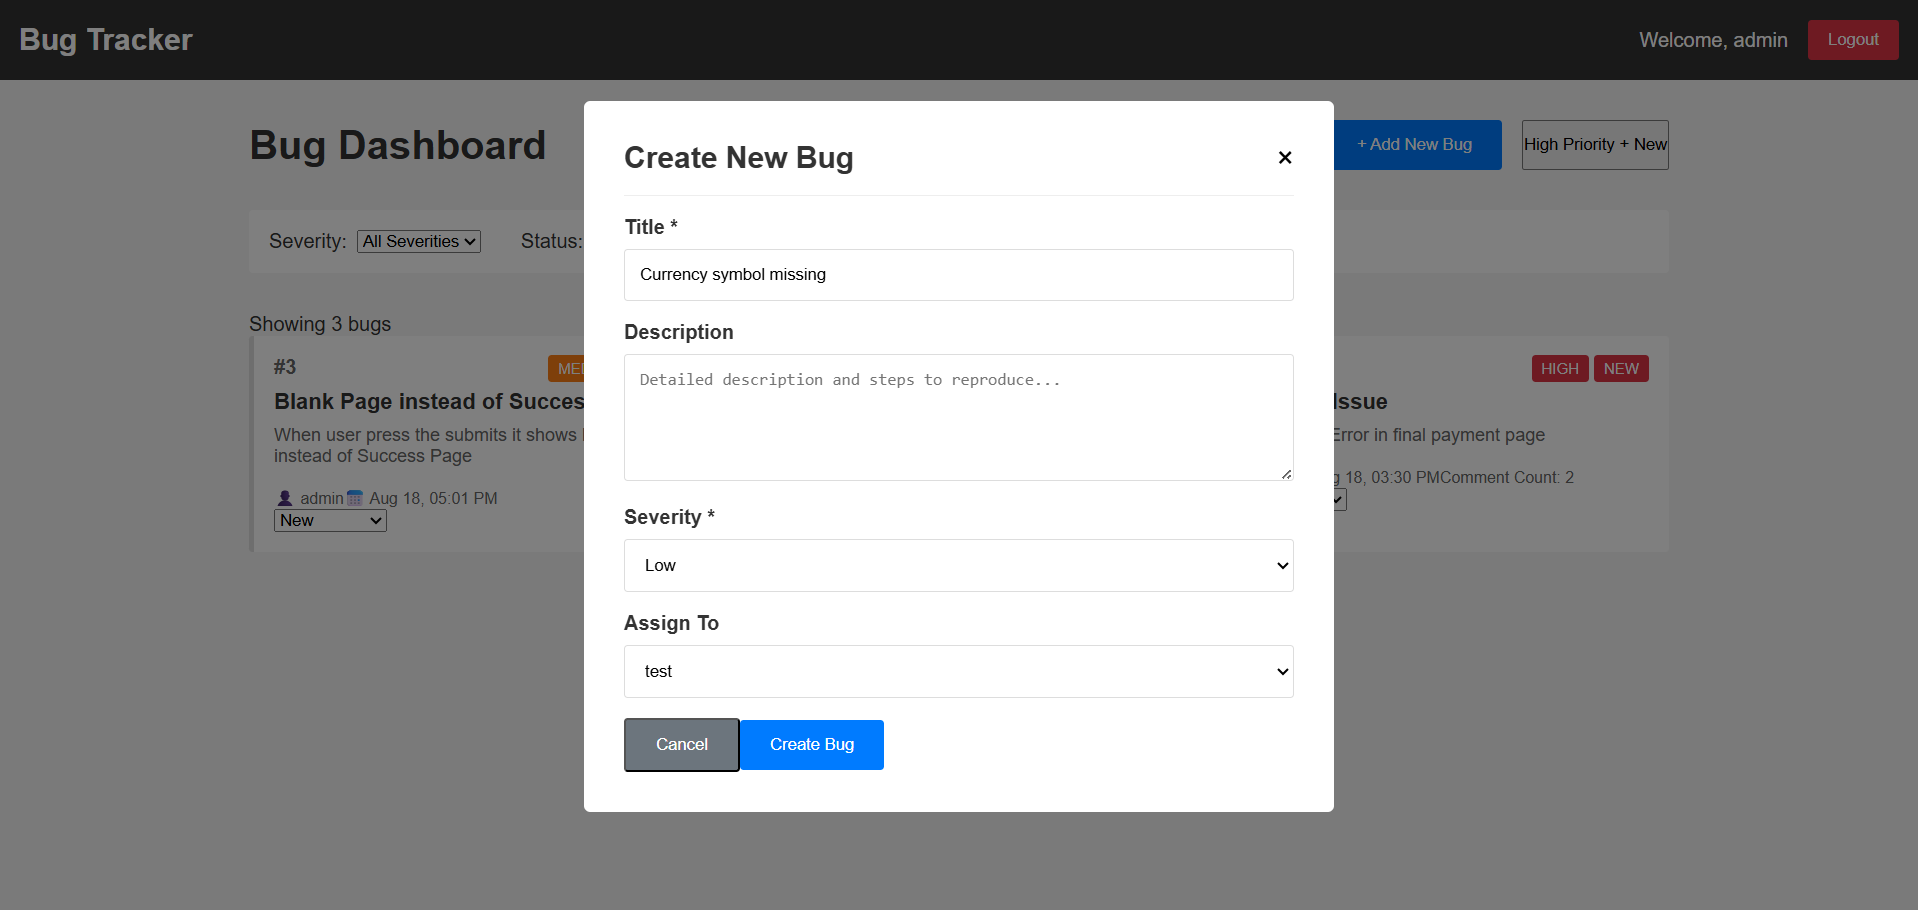 Bug Tracker
Welcome, admin
Logout
Bug Dashboard
+ Add New Bug
High Priority + New
Severity:
All Severities
Status:
Showing 3 bugs
#3
Blank Page instead of
When user press the submits it shows
instead of Success Page
admin
Aug 18, 05:01 PM
New
HIGH
NEW
Issue
Error in final payment page
18, 03:30 PMComment Count: 2
Create New Bug
×
Title *
Currency symbol missing
Description
Detailed description and steps to reproduce...
Severity *
Low
Assign To
test
Cancel
Create Bug